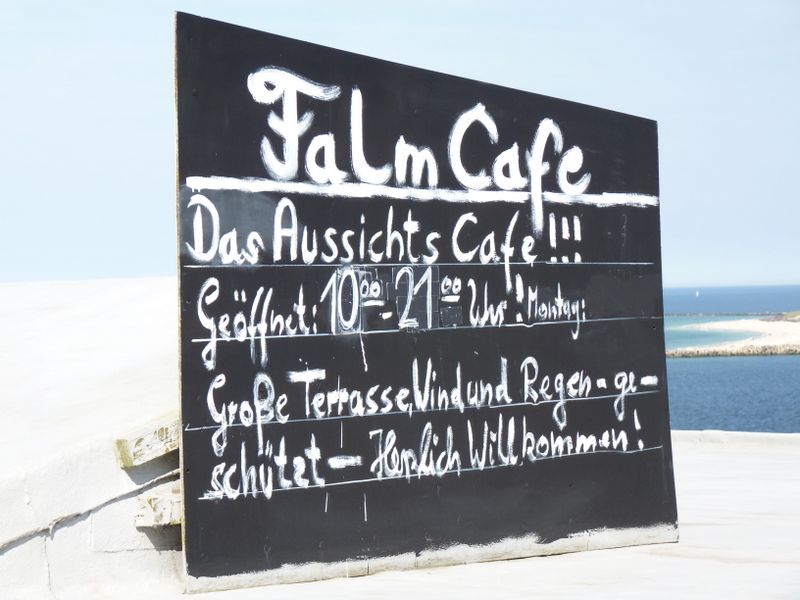 Falm Cafe
Das Aussichts Cafe!!!
Geöffnet: 10⁰⁰-21⁰⁰ Uhr! Montag:
Große Terrasse, Wind und Regen-ge-
schützt - Herzlich Willkommen!